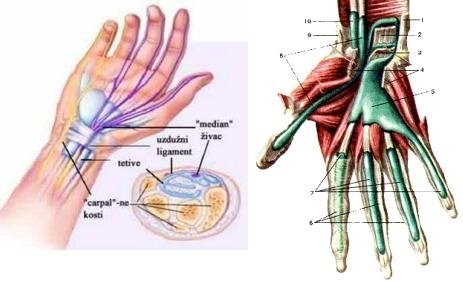 "median"
živac
uzdužni
ligament
tetive
"carpal"-ne
kosti
10
9
8
1
2
3
4
5
7
6